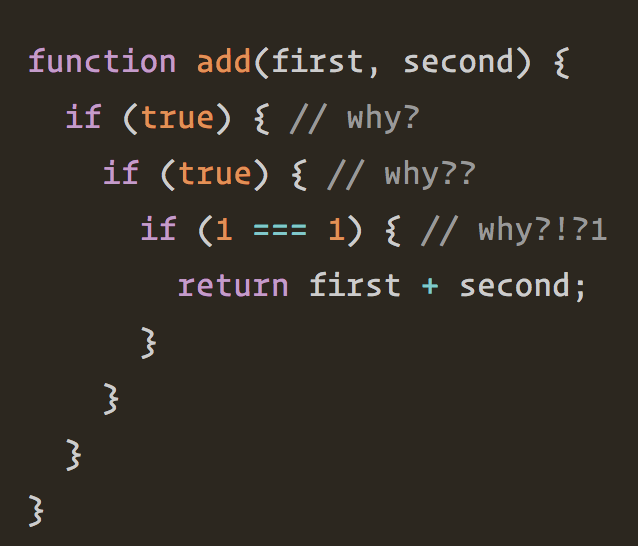 function add(first, second) {
  if (true) { // why?
    if (true) { // why??
      if (1 === 1) { // why?!?1
        return first + second;
      }
    }
  }
}